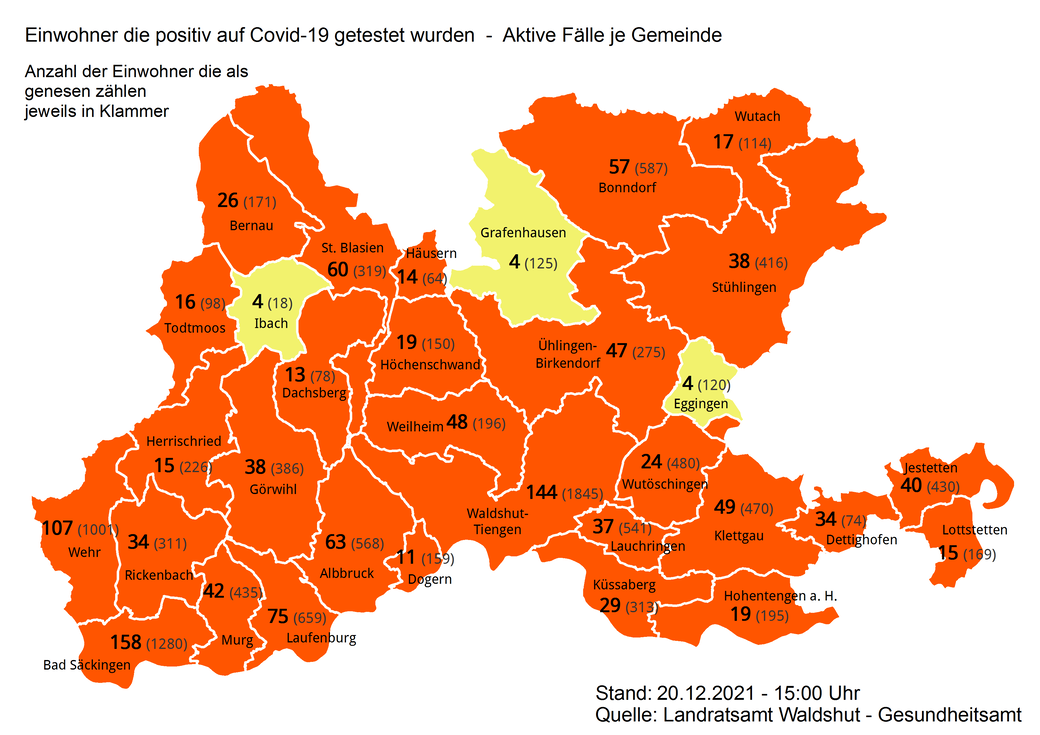 Einwohner die positiv auf Covid-19 getestet wurden - Aktive Fälle je Gemeinde
Anzahl der Einwohner die als
genesen zählen
jeweils in Klammer
Wutach
17 (114)
57 (587)
Bonndorf
26 (171)
Bernau
Grafenhausen
4 (125)
St. Blasien
60 (319)
Häusern
14 (64)
38 (416)
Stühlingen
16 (98)
Todtmoos
4 (18)
Ibach
19 (150)
Höchenschwand
Ühlingen-
Birkendorf
47 (275)
13 (78)
Dachsberg
4 (120)
Eggingen
Weilheim 48 (196)
Herrischried
15 (226)
38 (386)
Görwihl
24 (480)
Wutöschingen
Jestetten
40 (430)
144 (1845)
Waldshut-
Tiengen
49 (470)
Klettgau
34 (74)
Dettighofen
107 (1001)
Wehr
34 (311)
Rickenbach
63 (568)
Albbruck
37 (541)
Lauchringen
Lottstetten
15 (169)
11 (159)
Dogern
42 (435)
Murg
Küssaberg
29 (313)
Hohentengen a. H.
19 (195)
75 (659)
Laufenburg
158 (1280)
Bad Säckingen
Stand: 20.12.2021 - 15:00 Uhr
Quelle: Landratsamt Waldshut - Gesundheitsamt